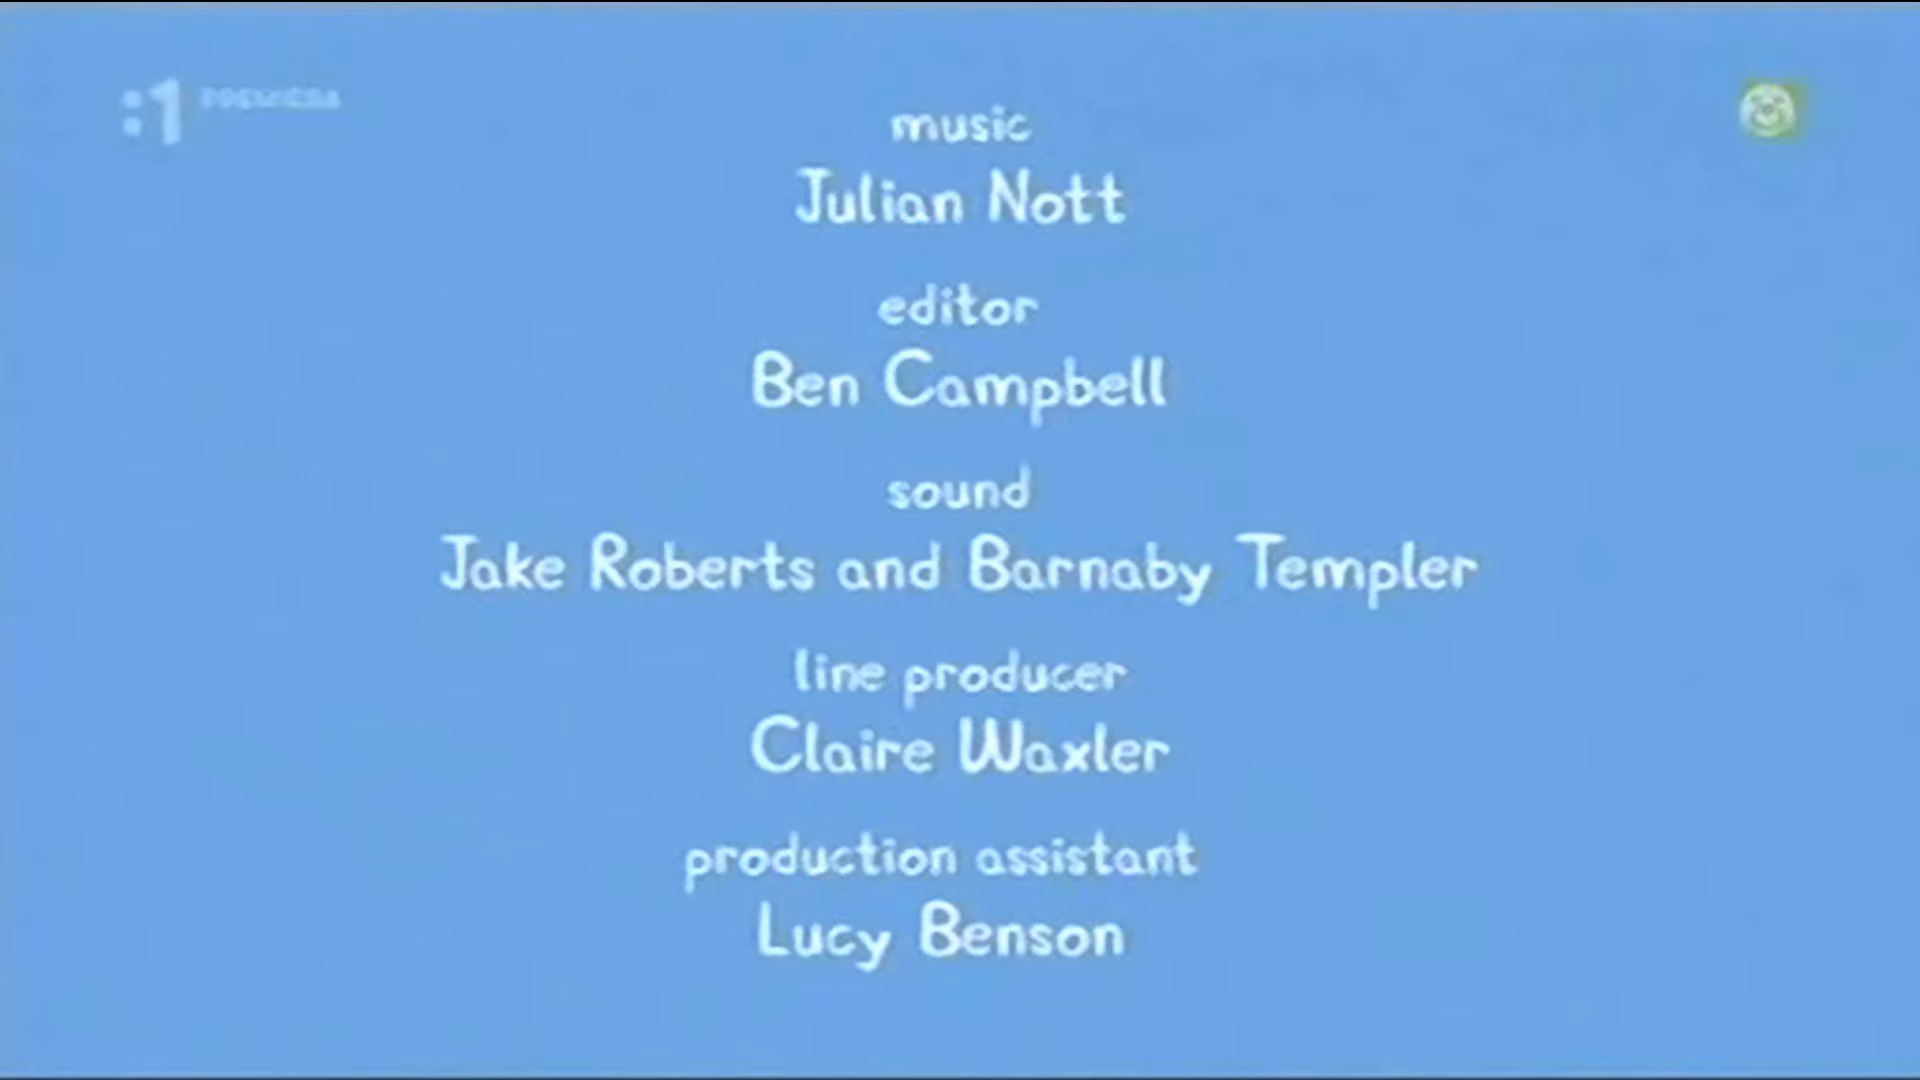 :1 PREMIÉRA
music
Julian Nott
editor
Ben Campbell
sound
Jake Roberts and Barnaby Templer
line producer
Claire Waxler
production assistant
Lucy Benson